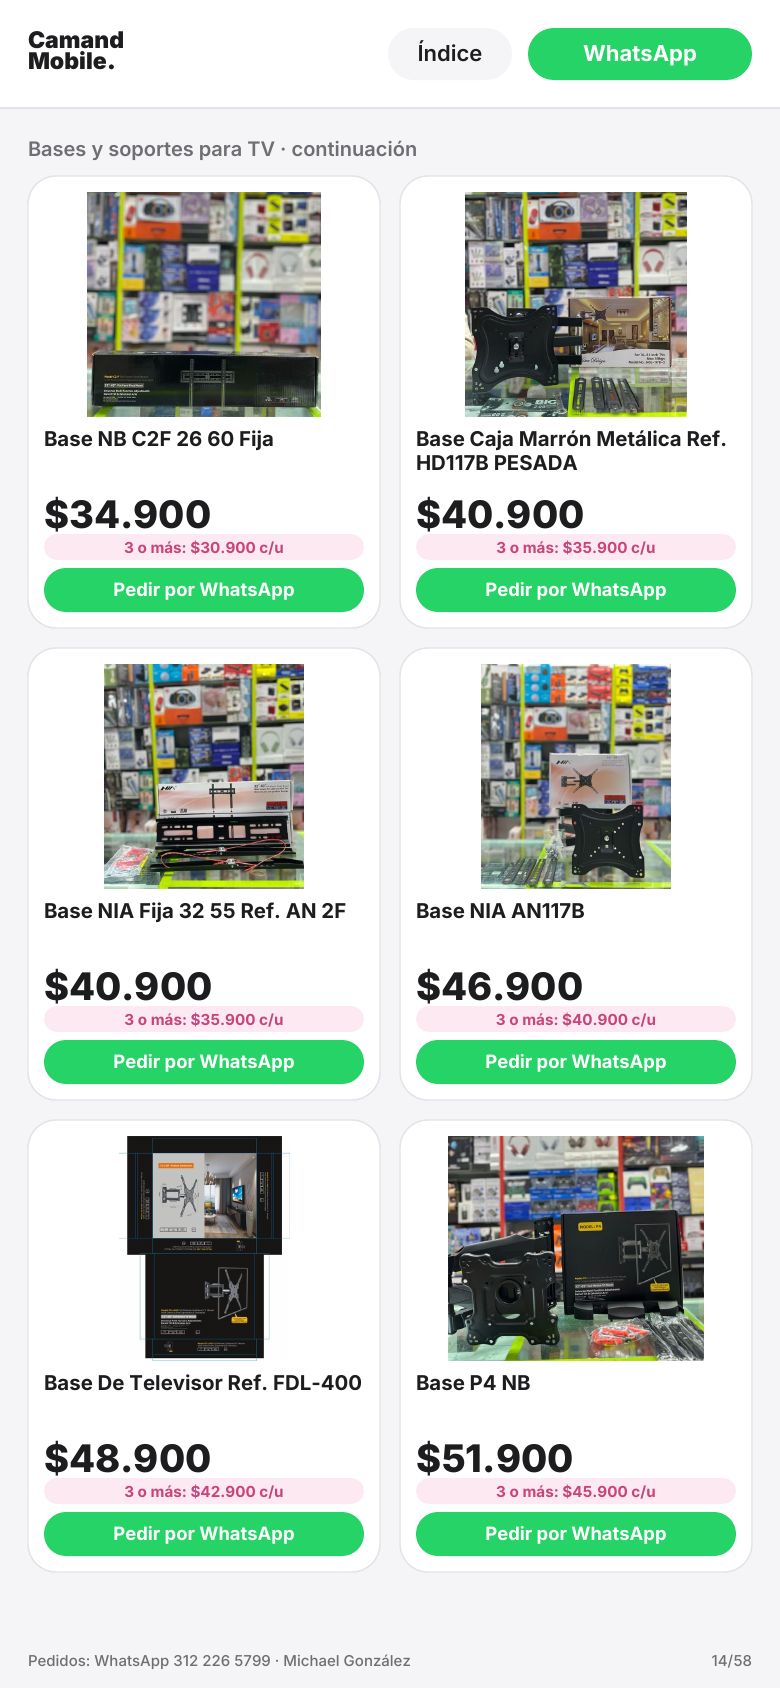 Camand
Mobile.
Índice
WhatsApp
Bases y soportes para TV · continuación
Base NB C2F 26 60 Fija
$34.900
3 o más: $30.900 c/u
Pedir por WhatsApp
Base Caja Marrón Metálica Ref.
HD117B PESADA
$40.900
3 o más: $35.900 c/u
Pedir por WhatsApp
Base NIA Fija 32 55 Ref. AN 2F
$40.900
3 o más: $35.900 c/u
Pedir por WhatsApp
Base NIA AN117B
$46.900
3 o más: $40.900 c/u
Pedir por WhatsApp
Base De Televisor Ref. FDL-400
$48.900
3 o más: $42.900 c/u
Pedir por WhatsApp
MODEL: P4
Base P4 NB
$51.900
3 o más: $45.900 c/u
Pedir por WhatsApp
Pedidos: WhatsApp 312 226 5799 · Michael González
14/58